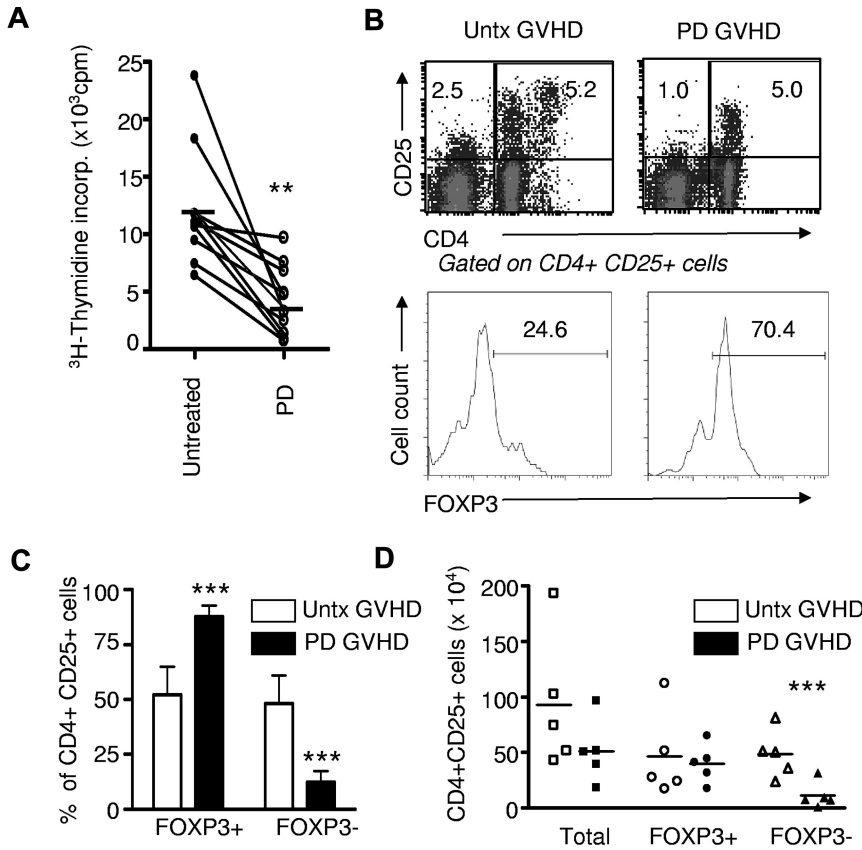 A
³H-Thymidine incorp. (x10³cpm)
25
20
15
10
5
0
**
Untreated
PD
B
Untx GVHD
PD GVHD
CD25
2.5
5.2
1.0
5.0
CD4
Gated on CD4+ CD25+ cells
Cell count
24.6
70.4
FOXP3
C
% of CD4+ CD25+ cells
100
75
50
25
0
***
Untx GVHD
PD GVHD
***
FOXP3+
FOXP3-
D
CD4+CD25+ cells (x 10⁴)
200
150
100
50
0
Untx GVHD
PD GVHD
***
Total
FOXP3+
FOXP3-